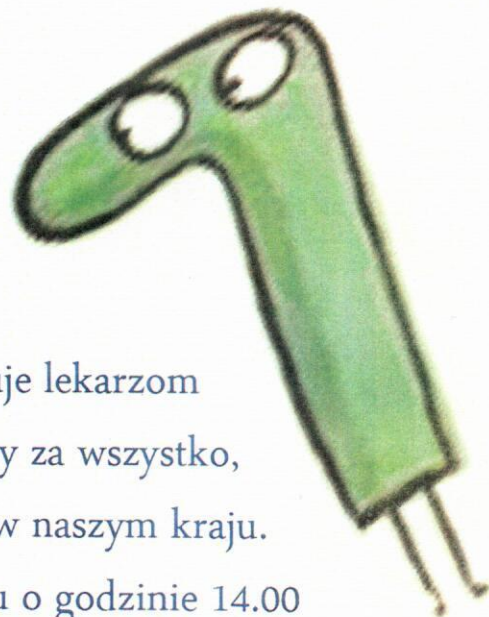 je lekarzom
y za wszystko,
w naszym kraju.
u o godzinie 14.00